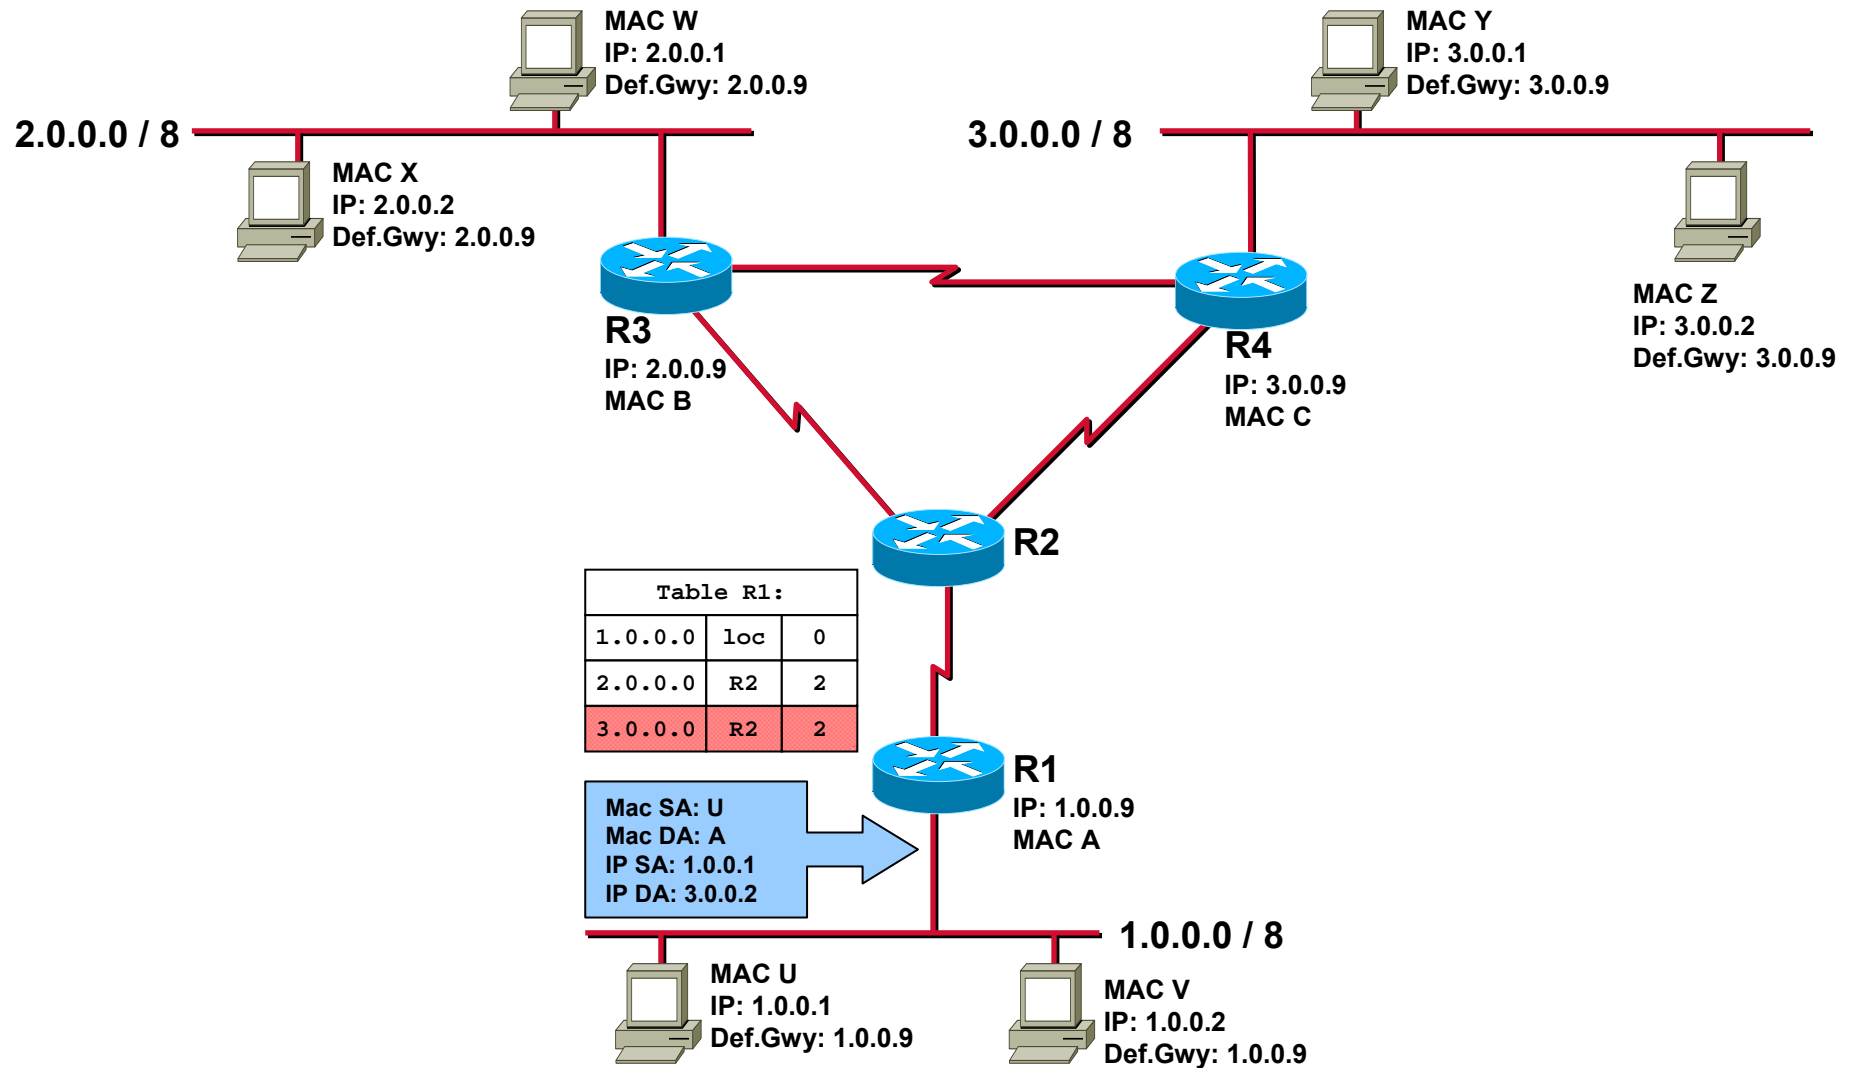 MAC W
IP: 2.0.0.1
Def.Gwy: 2.0.0.9
MAC Y
IP: 3.0.0.1
Def.Gwy: 3.0.0.9
2.0.0.0 / 8
3.0.0.0 / 8
MAC X
IP: 2.0.0.2
Def.Gwy: 2.0.0.9
MAC Z
IP: 3.0.0.2
Def.Gwy: 3.0.0.9
R3
IP: 2.0.0.9
MAC B
R4
IP: 3.0.0.9
MAC C
R2
Table R1:
1.0.0.0 loc 0
2.0.0.0 R2 2
3.0.0.0 R2 2
R1
IP: 1.0.0.9
MAC A
Mac SA: U
Mac DA: A
IP SA: 1.0.0.1
IP DA: 3.0.0.2
1.0.0.0 / 8
MAC U
IP: 1.0.0.1
Def.Gwy: 1.0.0.9
MAC V
IP: 1.0.0.2
Def.Gwy: 1.0.0.9